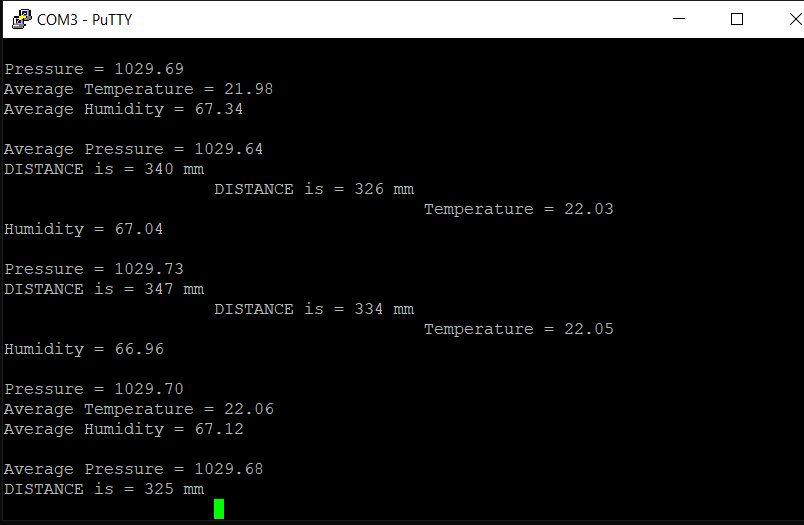 COM3 - PuTTY
Pressure = 1029.69
Average Temperature = 21.98
Average Humidity = 67.34
Average Pressure = 1029.64
DISTANCE is = 340 mm
DISTANCE is = 326 mm
Temperature = 22.03
Humidity = 67.04
Pressure = 1029.73
DISTANCE is = 347 mm
DISTANCE is = 334 mm
Temperature = 22.05
Humidity = 66.96
Pressure = 1029.70
Average Temperature = 22.06
Average Humidity = 67.12
Average Pressure = 1029.68
DISTANCE is = 325 mm